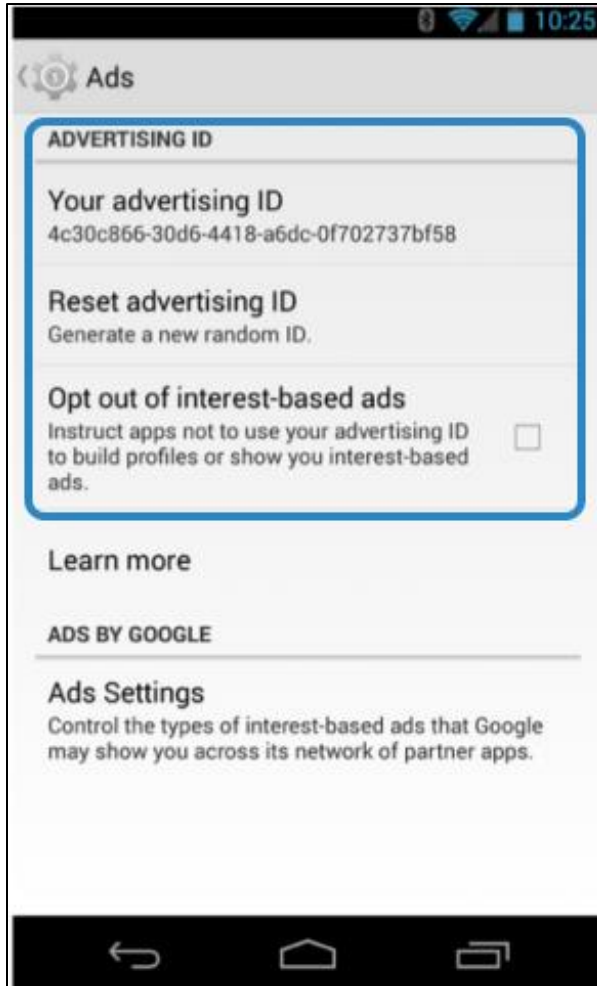 10:25
Ads
ADVERTISING ID
Your advertising ID
4c30c866-30d6-4418-a6dc-0f702737bf58
Reset advertising ID
Generate a new random ID.
Opt out of interest-based ads
Instruct apps not to use your advertising ID
to build profiles or show you interest-based
ads.
Learn more
ADS BY GOOGLE
Ads Settings
Control the types of interest-based ads that Google
may show you across its network of partner apps.